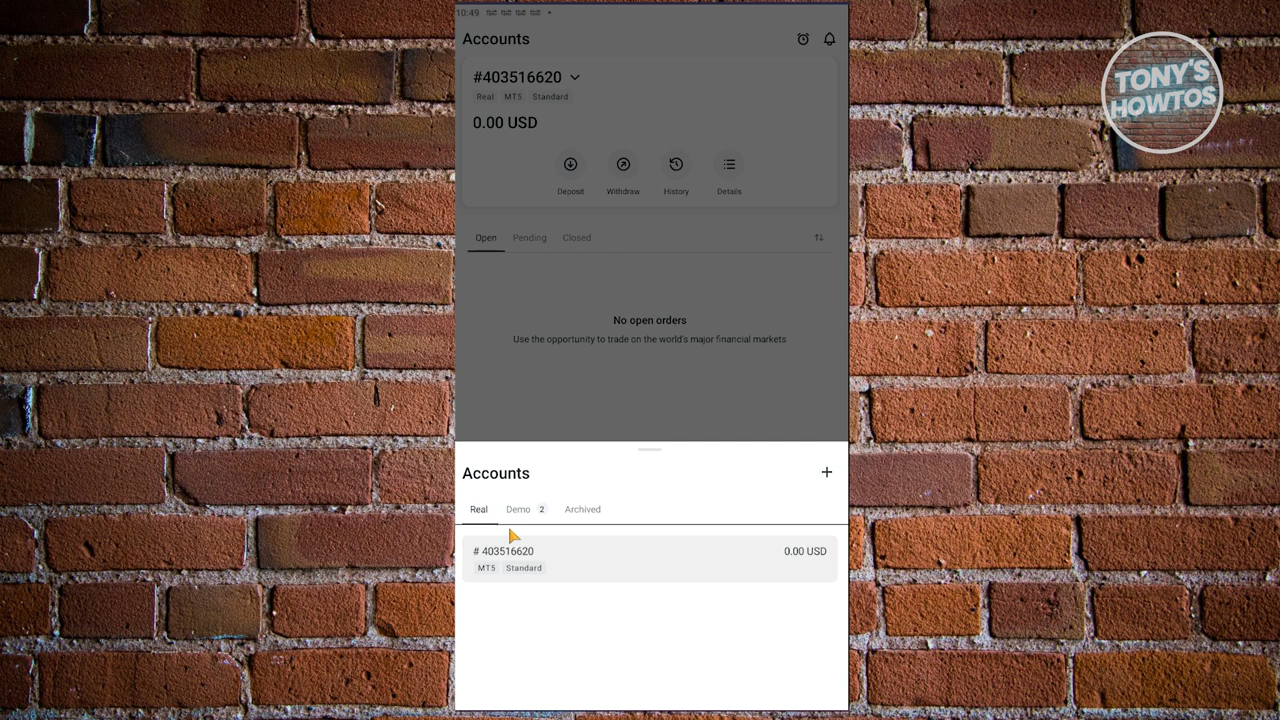 10:49
Accounts
#403516620
Real MT5 Standard
0.00 USD
Deposit Withdraw History Details
Open Pending Closed
No open orders
Use the opportunity to trade on the world's major financial markets
Accounts
Real Demo 2 Archived
# 403516620 0.00 USD
MT5 Standard
TONY'S
HOWTOS